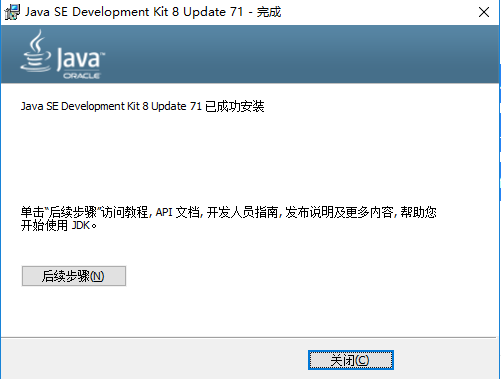 Java SE Development Kit 8 Update 71 - 完成
Java™
ORACLE
Java SE Development Kit 8 Update 71 已成功安装
单击“后续步骤”访问教程, API 文档, 开发人员指南, 发布说明及更多内容, 帮助您
开始使用 JDK。
后续步骤(N)
关闭(C)